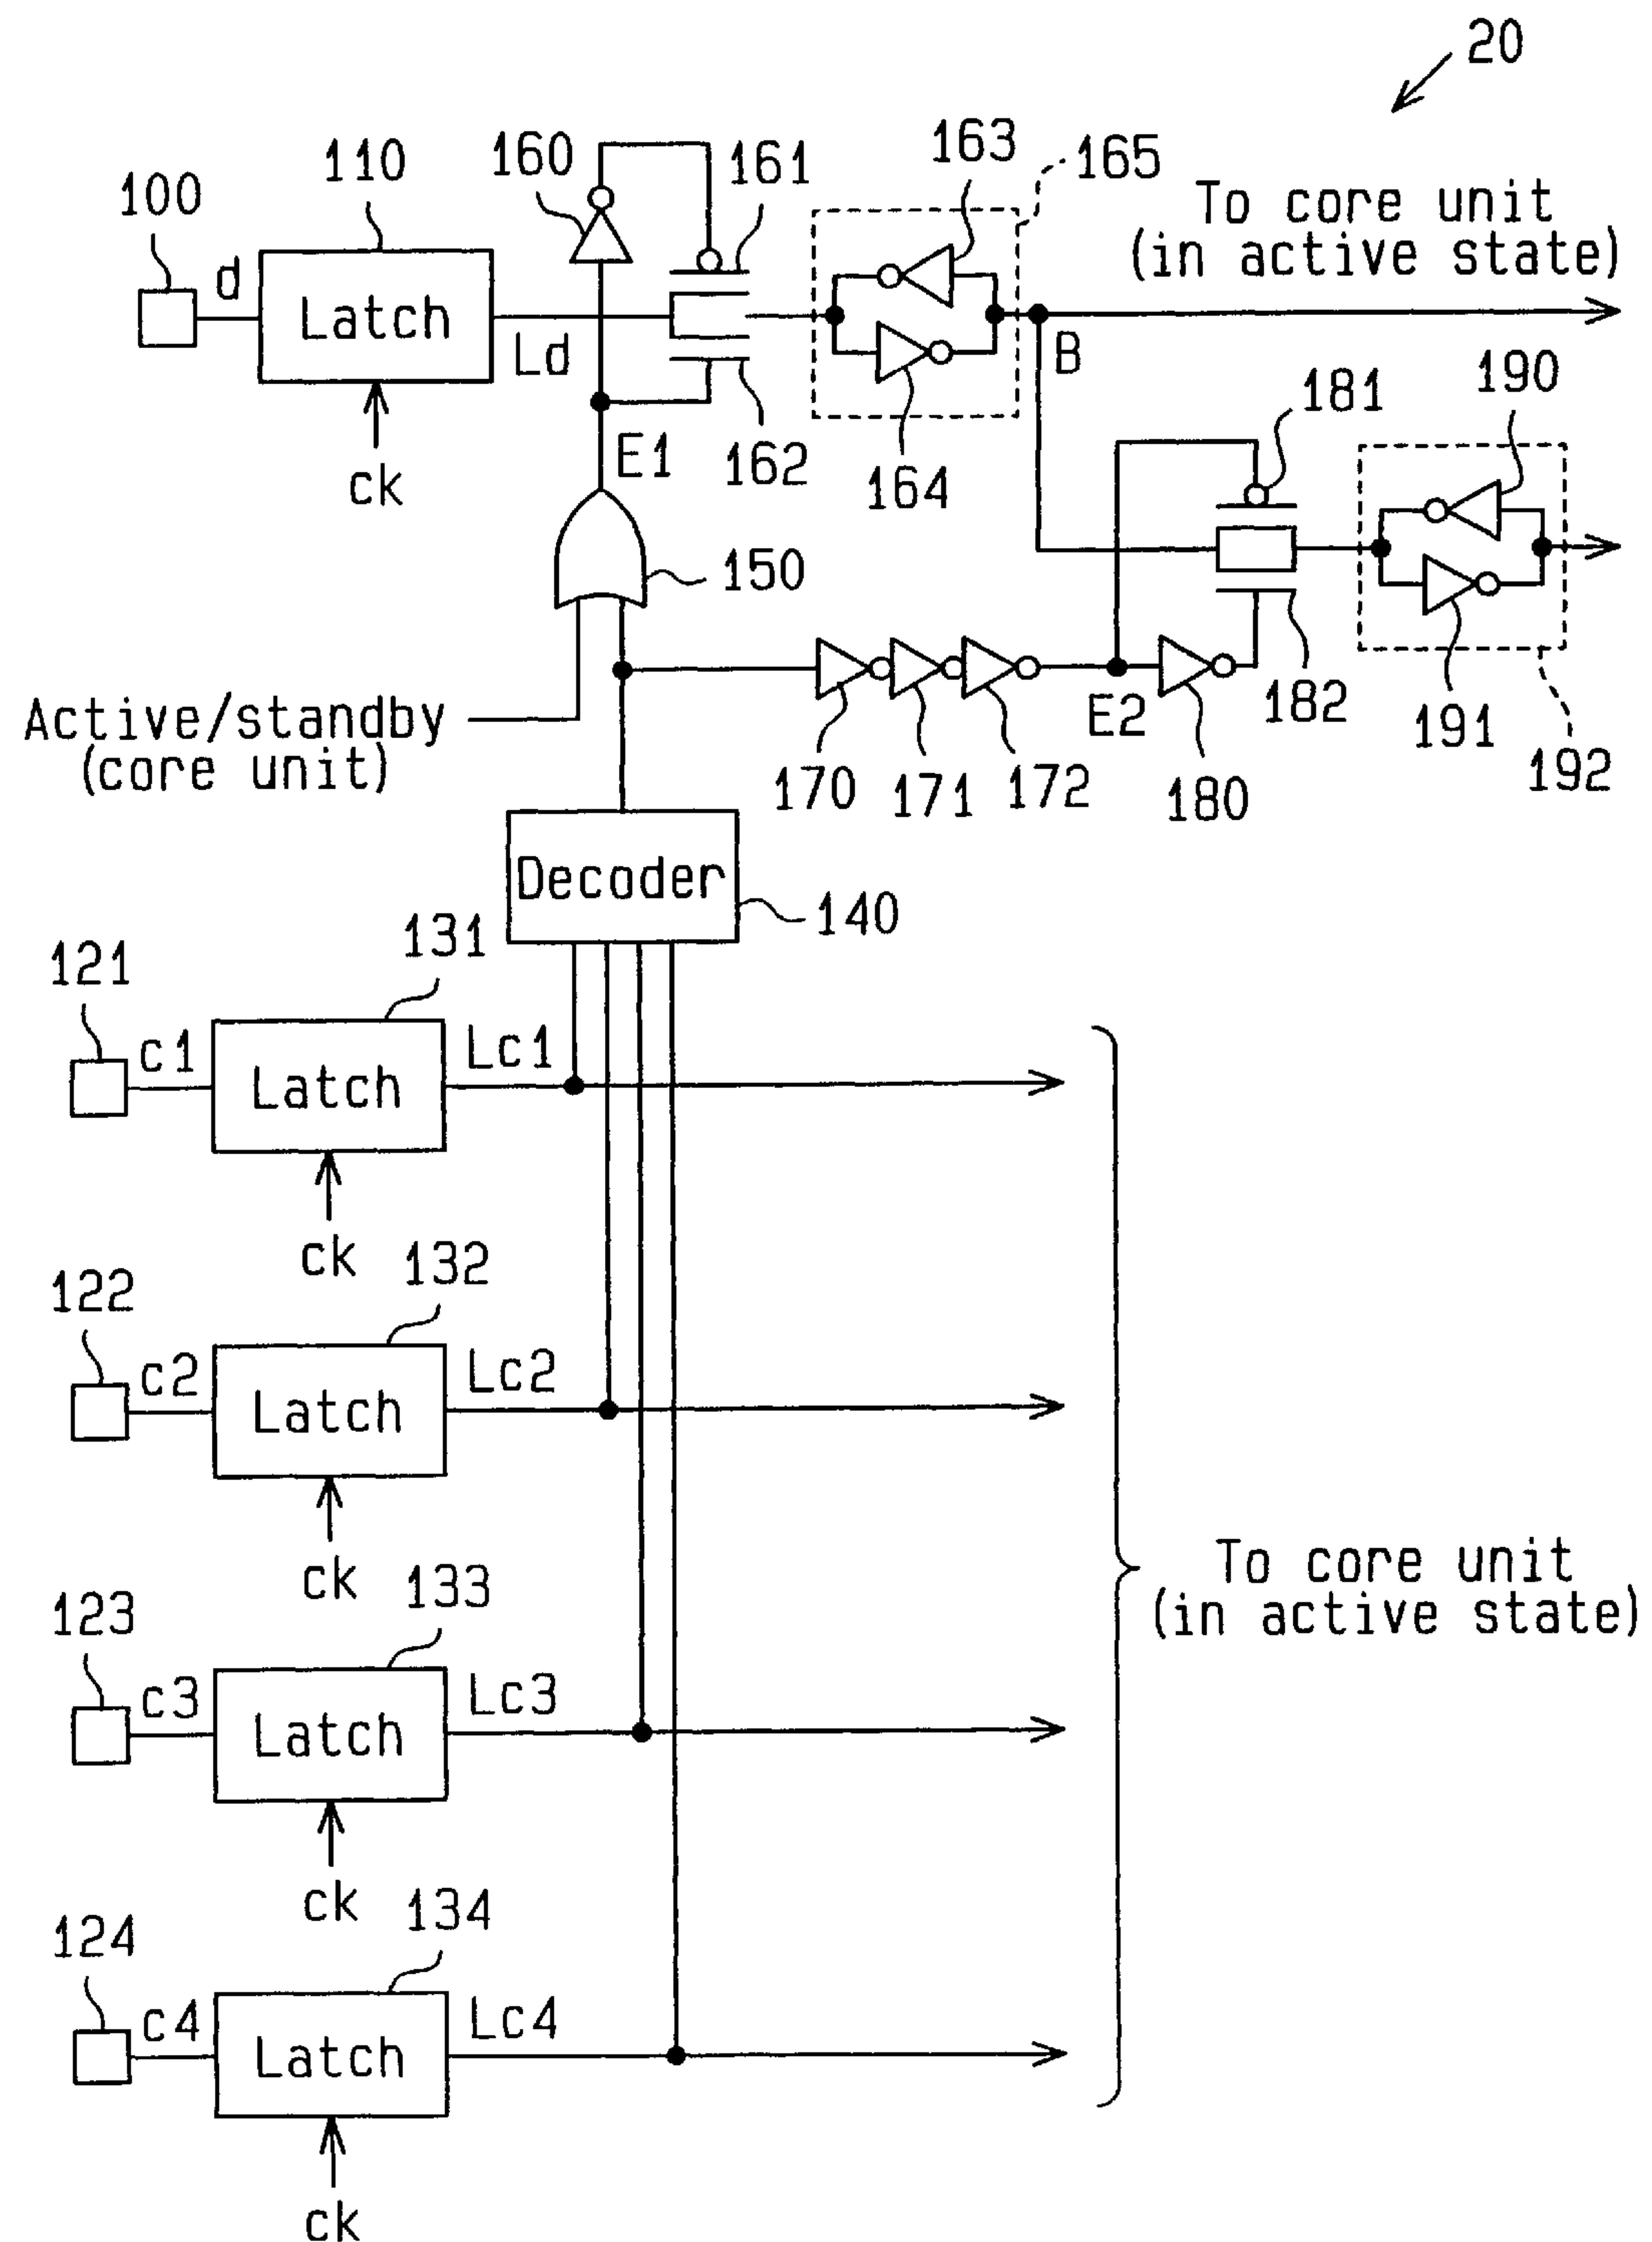 20
163
165
160
161
110
100
To core unit
(in active state)
d
Latch
Ld
B
ck
E1
162
164
181
190
150
Active/standby
(core unit)
E2
182
191
192
170
171
172
180
Decoder
140
131
121
c1
Lc1
Latch
ck
132
122
c2
Lc2
Latch
ck
133
123
c3
Lc3
Latch
To core unit
(in active state)
ck
134
124
c4
Lc4
Latch
ck